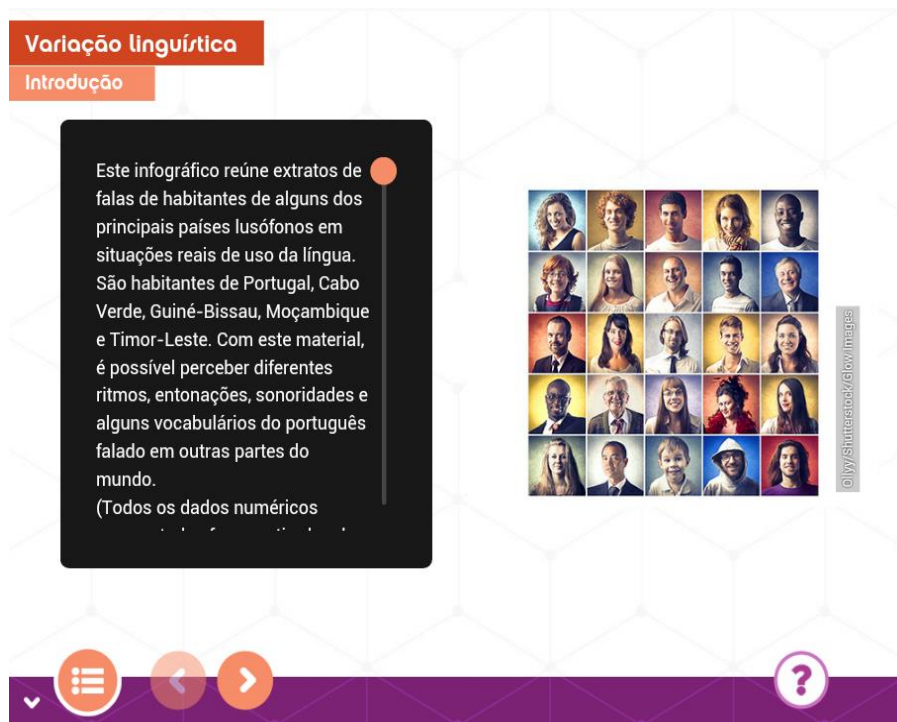 Variação linguística
Introdução
Este infográfico reúne extratos de
falas de habitantes de alguns dos
principais países lusófonos em
situações reais de uso da língua.
São habitantes de Portugal, Cabo
Verde, Guiné-Bissau, Moçambique
e Timor-Leste. Com este material,
é possível perceber diferentes
ritmos, entonações, sonoridades e
alguns vocabulários do português
falado em outras partes do
mundo.
(Todos os dados numéricos
Ollyy/Shutterstock/Glow Images
?